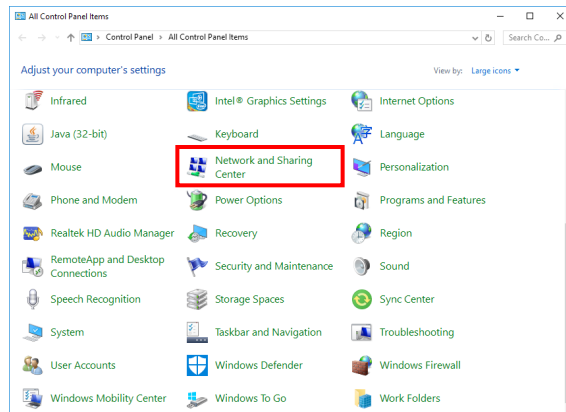 All Control Panel Items
Control Panel > All Control Panel Items
Search Co...
Adjust your computer's settings
View by: Large icons
Infrared
Intel® Graphics Settings
Internet Options
Java (32-bit)
Keyboard
Language
Mouse
Network and Sharing
Center
Personalization
Phone and Modem
Power Options
Programs and Features
Realtek HD Audio Manager
Recovery
Region
RemoteApp and Desktop
Connections
Security and Maintenance
Sound
Speech Recognition
Storage Spaces
Sync Center
System
Taskbar and Navigation
Troubleshooting
User Accounts
Windows Defender
Windows Firewall
Windows Mobility Center
Windows To Go
Work Folders